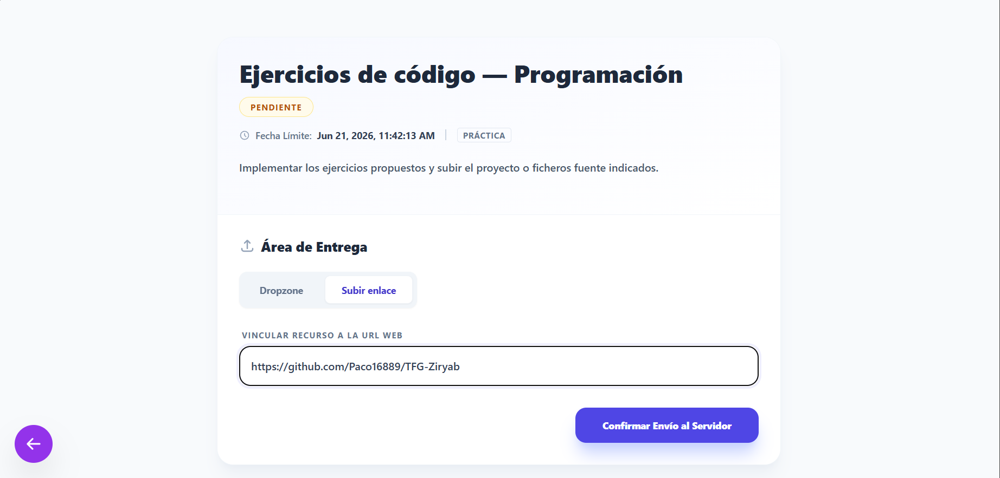 Ejercicios de código — Programación
PENDIENTE
Fecha Límite: Jun 21, 2026, 11:42:13 AM PRÁCTICA
Implementar los ejercicios propuestos y subir el proyecto o ficheros fuente indicados.
Área de Entrega
Dropzone Subir enlace
VINCULAR RECURSO A LA URL WEB
https://github.com/Paco16889/TFG-Ziryab
Confirmar Envío al Servidor